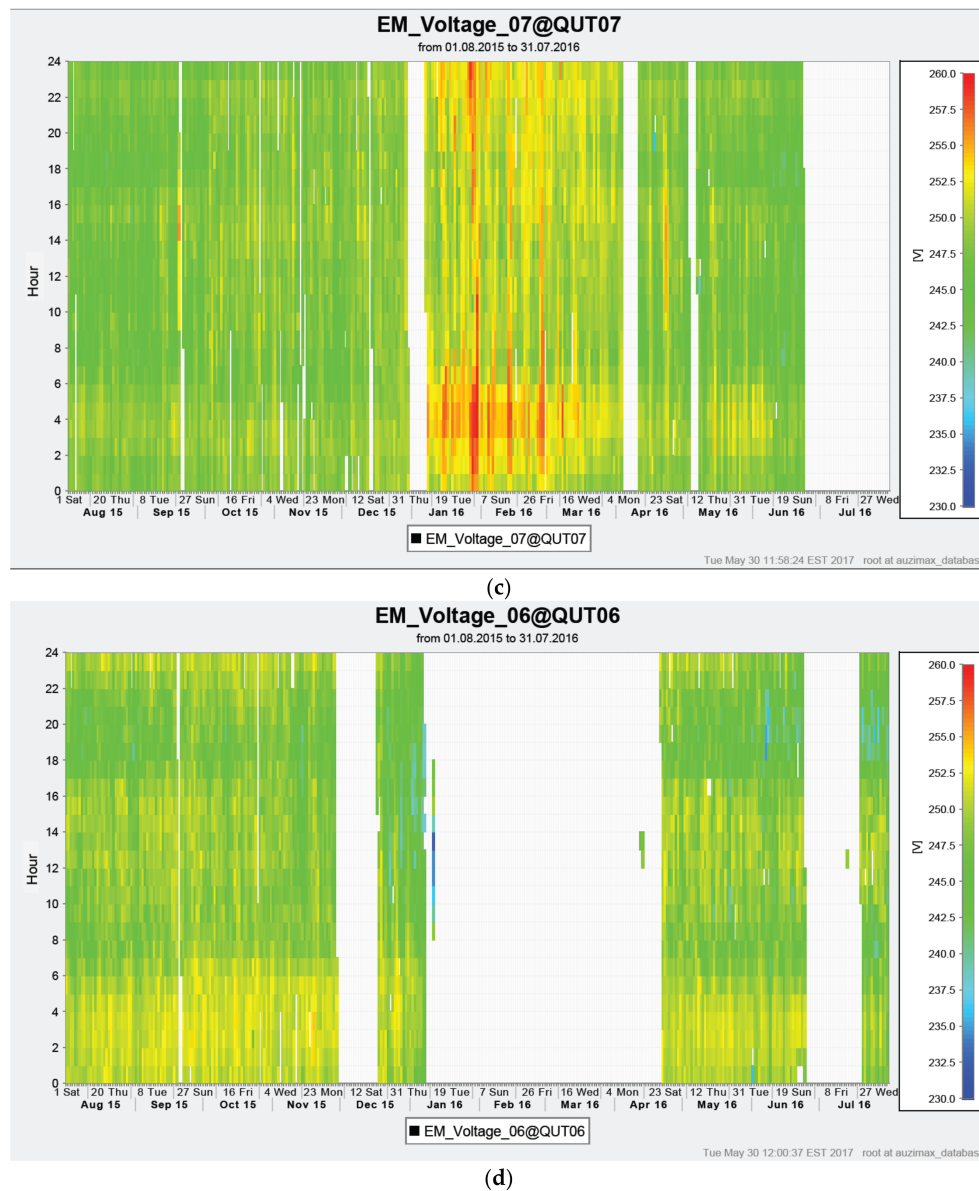 EM_Voltage_07@QUT07
from 01.08.2015 to 31.07.2016
24
22
20
18
16
14
12
10
8
6
4
2
0
Hour
1 Sat 20 Thu 8 Tue 27 Sun 16 Fri 4 Wed 23 Mon 12 Sat 31 Thu 19 Tue 7 Sun 26 Fri 16 Wed 4 Mon 23 Sat 12 Thu 31 Tue 19 Sun 8 Fri 27 Wed
Aug 15 Sep 15 Oct 15 Nov 15 Dec 15 Jan 16 Feb 16 Mar 16 Apr 16 May 16 Jun 16 Jul 16
260.0
257.5
255.0
252.5
250.0
247.5
245.0
242.5
240.0
237.5
235.0
232.5
230.0
[V]
EM_Voltage_07@QUT07
Tue May 30 11:58:24 EST 2017 root at auzimax_databas
(c)
EM_Voltage_06@QUT06
from 01.08.2015 to 31.07.2016
24
22
20
18
16
14
12
10
8
6
4
2
0
Hour
1 Sat 20 Thu 8 Tue 27 Sun 16 Fri 4 Wed 23 Mon 12 Sat 31 Thu 19 Tue 7 Sun 26 Fri 16 Wed 4 Mon 23 Sat 12 Thu 31 Tue 19 Sun 8 Fri 27 Wed
Aug 15 Sep 15 Oct 15 Nov 15 Dec 15 Jan 16 Feb 16 Mar 16 Apr 16 May 16 Jun 16 Jul 16
260.0
257.5
255.0
252.5
250.0
247.5
245.0
242.5
240.0
237.5
235.0
232.5
230.0
[V]
EM_Voltage_06@QUT06
Tue May 30 12:00:37 EST 2017 root at auzimax_databas
(d)